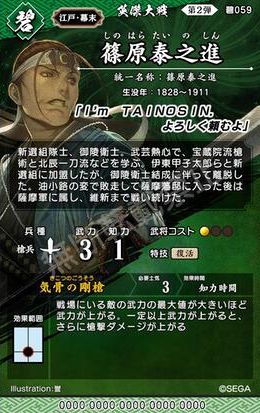 碧
江戸・幕末
英傑大戦
第2弾
碧059
しの はら たい の しん
篠原泰之進
統一名称：篠原泰之進
生没年：1828～1911
「I'm TAINOSIN.
よろしく頼むよ」
新選組隊士、御陵衛士。武芸熱心で、宝蔵院流槍
術と北辰一刀流などを学ぶ。伊東甲子太郎らと新
選組に加盟したが、御陵衛士結成に伴って離脱し
た。油小路の変で敗走して薩摩藩邸に入った後は
薩摩軍に属し、維新まで戦い続けた。
兵種 武力 知力 武将コスト
槍兵 3 1 特技 復活
きこつのごうそう
気骨の剛槍
必要士気 3
効果時間 知力時間
効果範囲
戦場にいる敵の武力の最大値が大きいほど
武力が上がる。一定以上武力が上がると、
さらに槍撃ダメージが上がる
Illustration:獣
©SEGA
0000-0000-0000-0000-0000